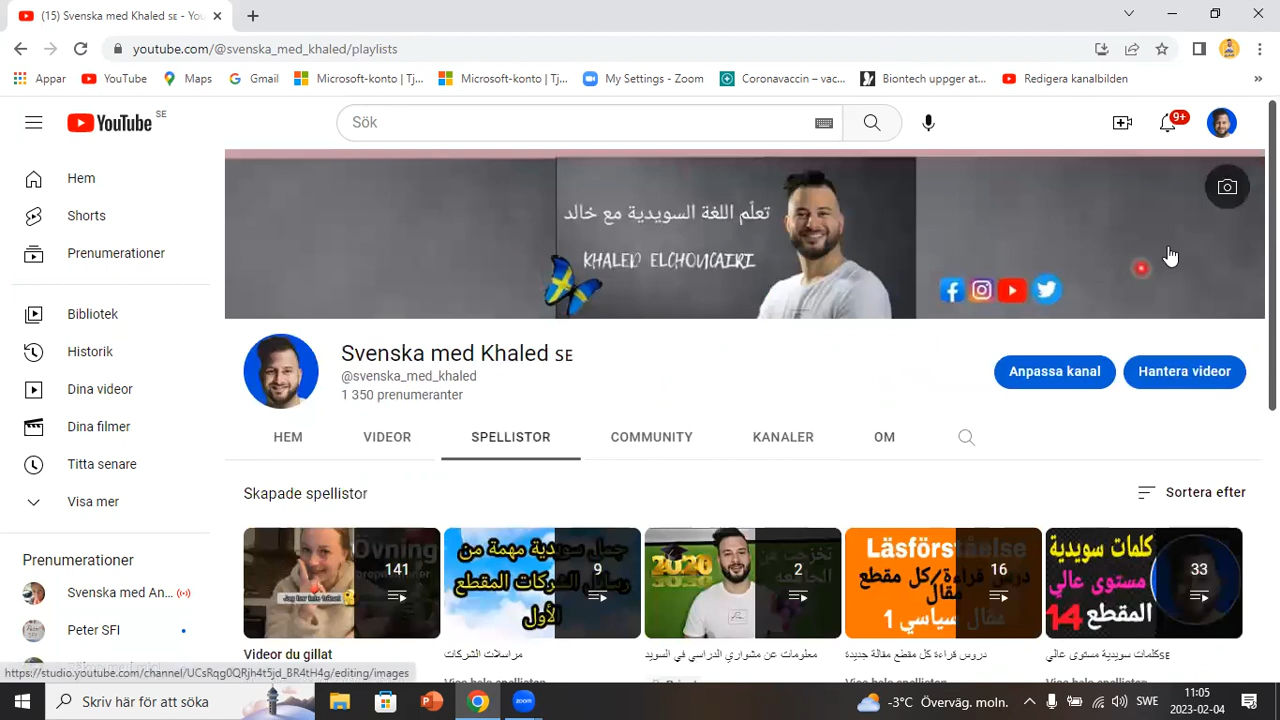 (15) Svenska med Khaled SE - You
youtube.com/@svenska_med_khaled/playlists
Appar
YouTube
Maps
Gmail
Microsoft-konto | Tj...
Microsoft-konto | Tj...
My Settings - Zoom
Coronavaccin – vac...
Biontech uppger at...
Redigera kanalbilden
»
YouTube SE
Sök
9+
Hem
Shorts
Prenumerationer
Bibliotek
Historik
Dina videor
Dina filmer
Titta senare
Visa mer
Prenumerationer
Svenska med An...
Peter SFI
تعلّم اللغة السويدية مع خالد
KHALED ELCHONCAIRI
Svenska med Khaled SE
@svenska_med_khaled
1 350 prenumeranter
Anpassa kanal
Hantera videor
HEM
VIDEOR
SPELLISTOR
COMMUNITY
KANALER
OM
Skapade spellistor
Sortera efter
Övning
141
جمل سويدية مهمة من
رسايل الشركات المقطع
الأول
9
2020
2
Läsförståelse
درس قراءة/كل مقطع
مقال
مقال سياسي 1
16
كلمات سويدية
مستوى عالي
المقطع 14
33
Videor du gillat
مراسلات الشركات
معلومات عن مشواري الدراسي في السويد
دروس قراءة كل مقطع مقالة جديدة
كلمات سويدية مستوى عالي SE
https://studio.youtube.com/channel/UCsRqg0QRjh4t5jd_BR4tH4g/editing/images
Skriv här för att söka
zoom
-3°C Överväg. moln.
SWE
11:05
2023-02-04